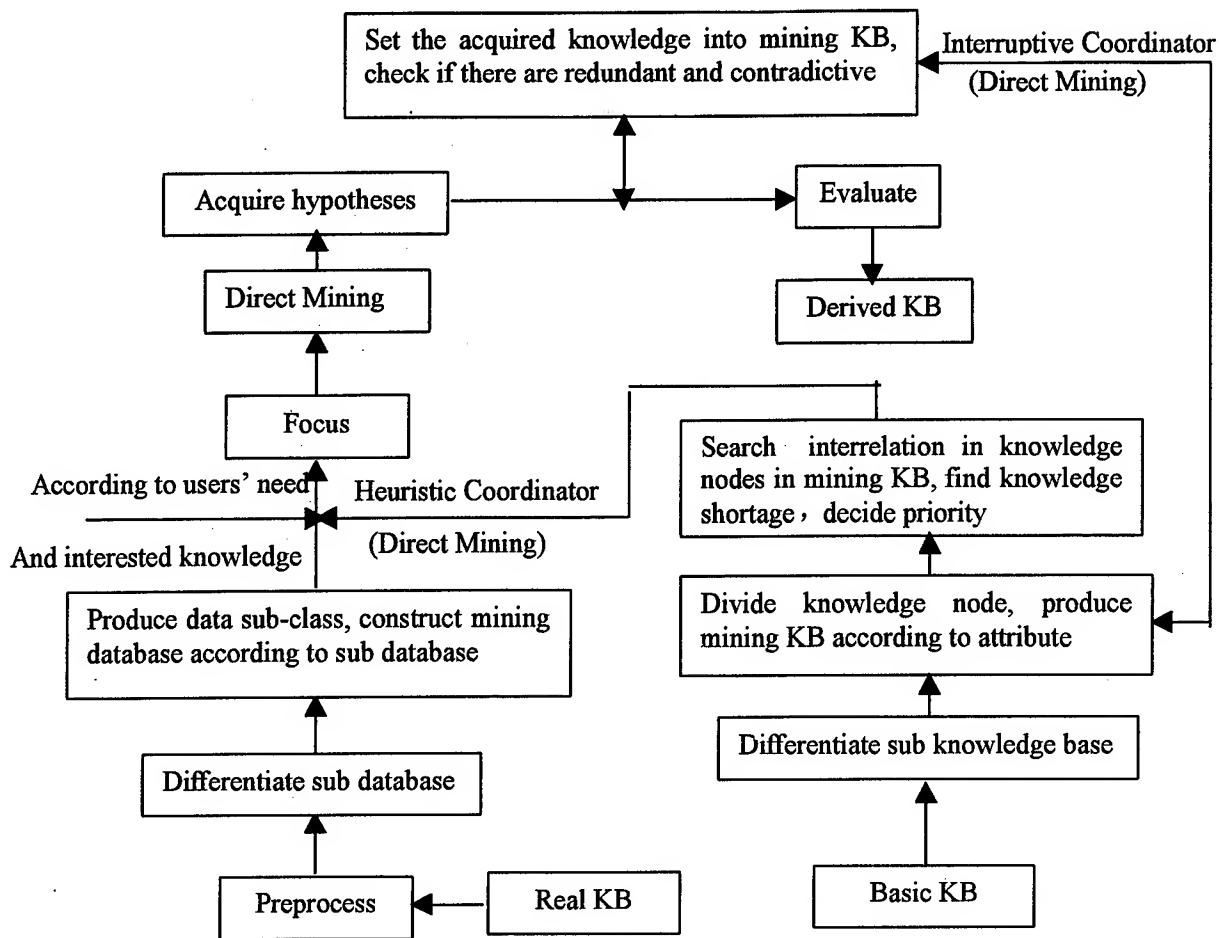 Set the acquired knowledge into mining KB,
check if there are redundant and contradictive
Interruptive Coordinator
(Direct Mining)
Acquire hypotheses
Evaluate
Direct Mining
Derived KB
Focus
Search interrelation in knowledge
nodes in mining KB, find knowledge
shortage, decide priority
According to users' need
Heuristic Coordinator
(Direct Mining)
And interested knowledge
Produce data sub-class, construct mining
database according to sub database
Divide knowledge node, produce
mining KB according to attribute
Differentiate sub database
Differentiate sub knowledge base
Preprocess
Real KB
Basic KB